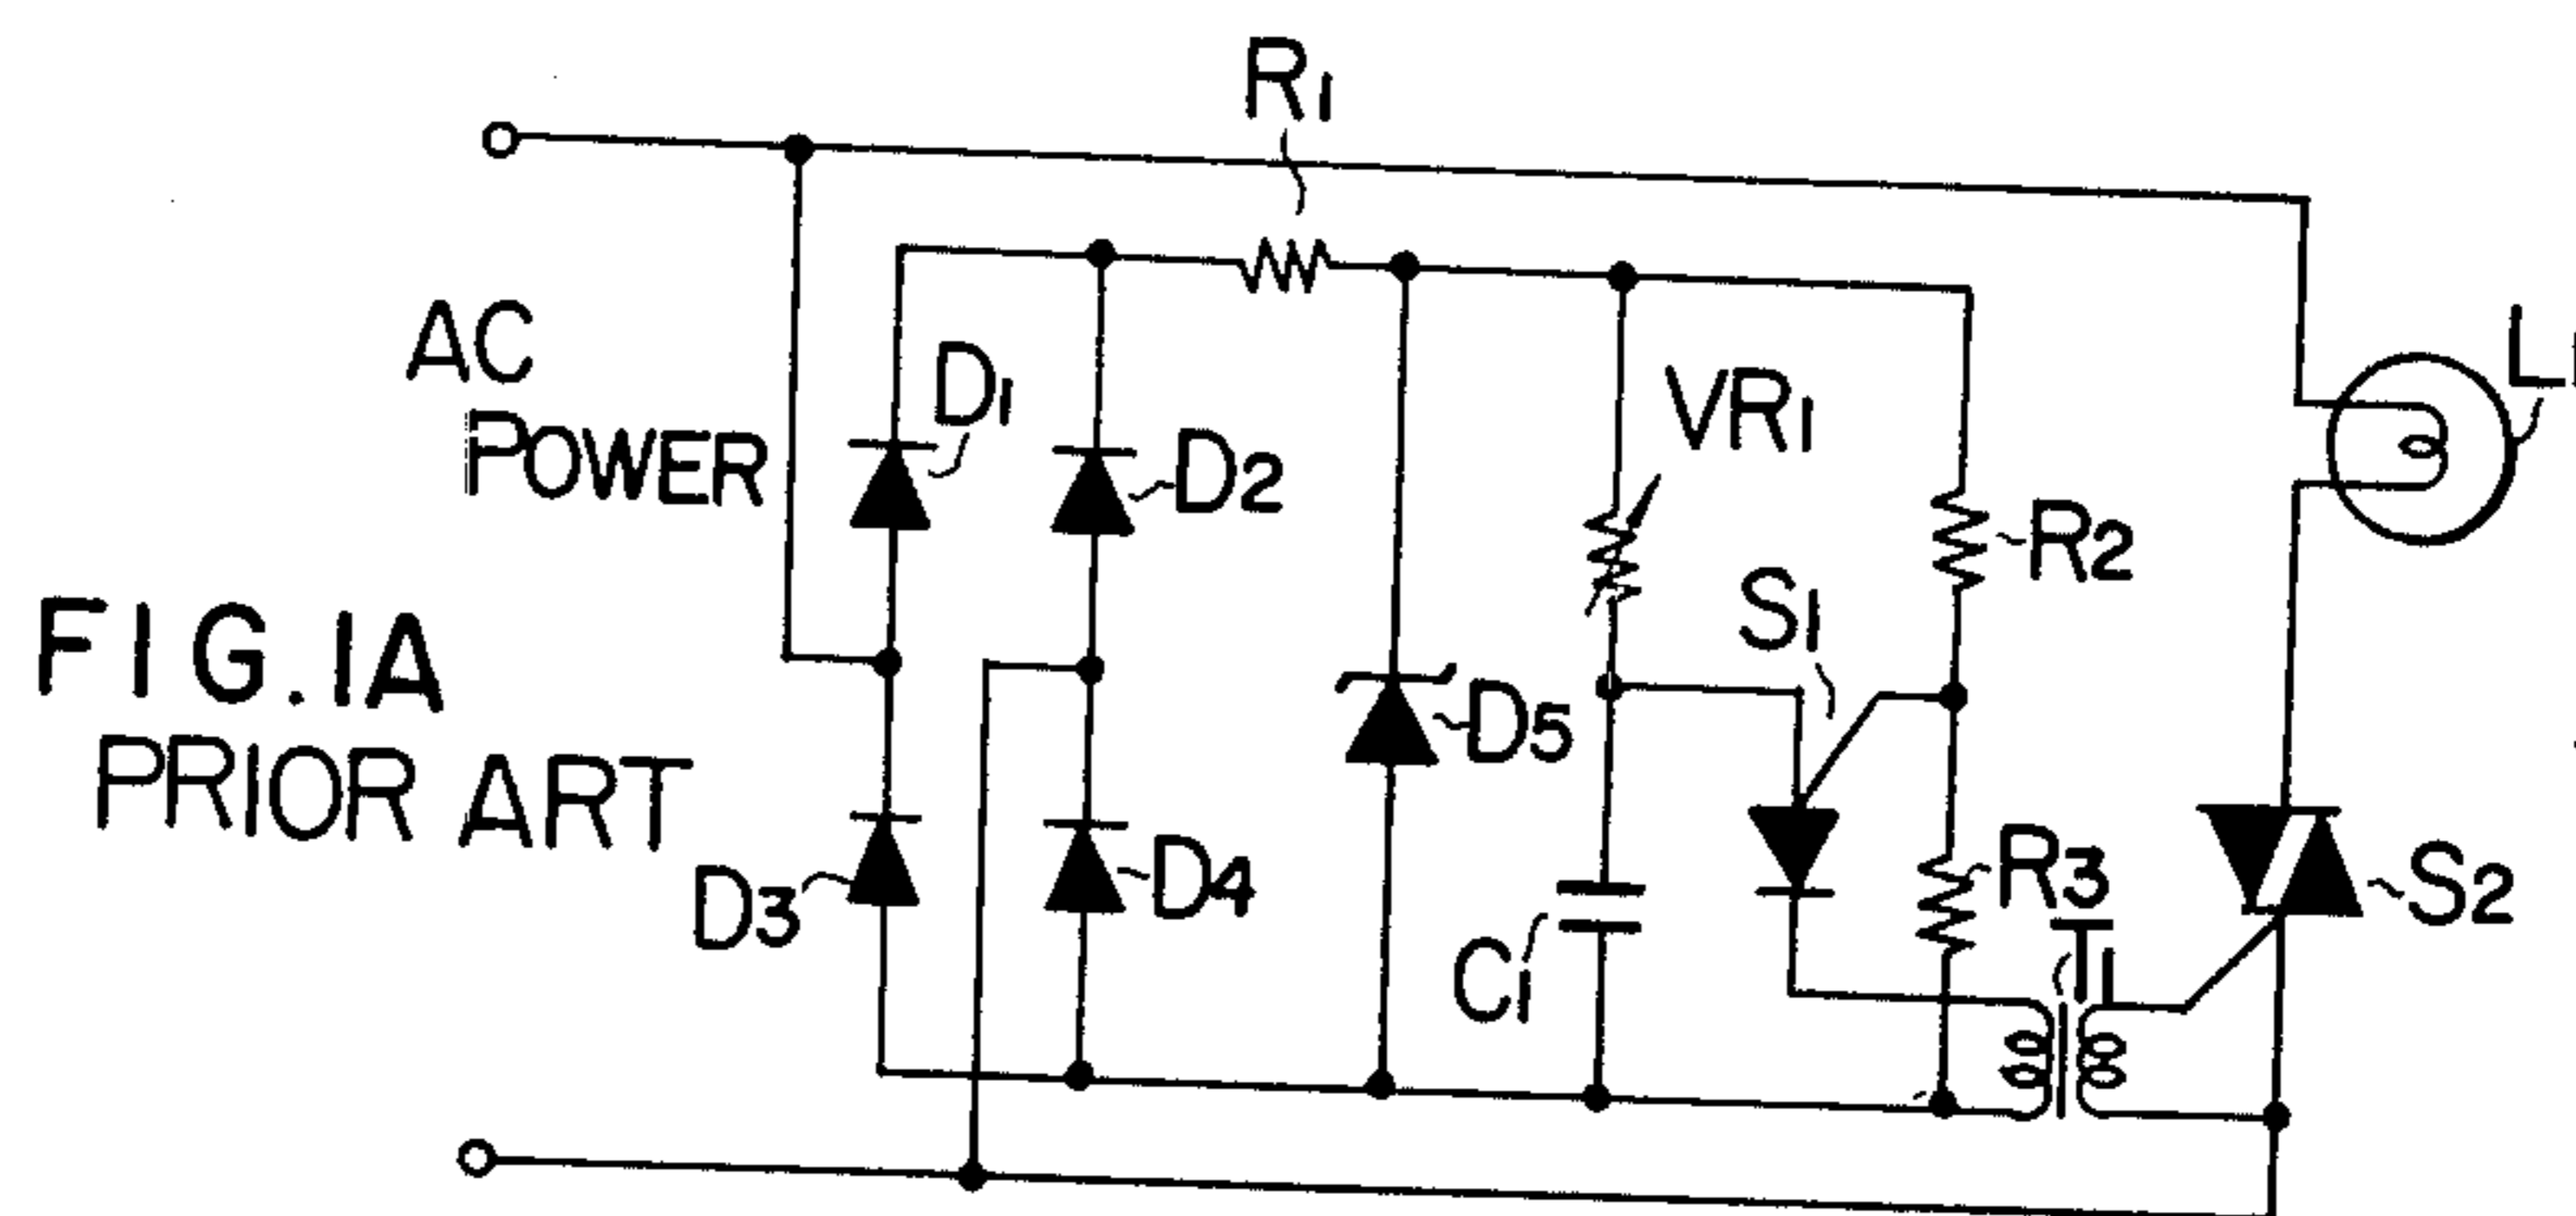 R1
AC
POWER
D1
D2
VR1
L1
R2
S1
FIG. 1A
PRIOR ART
D5
D3
D4
C1
R3
T1
S2